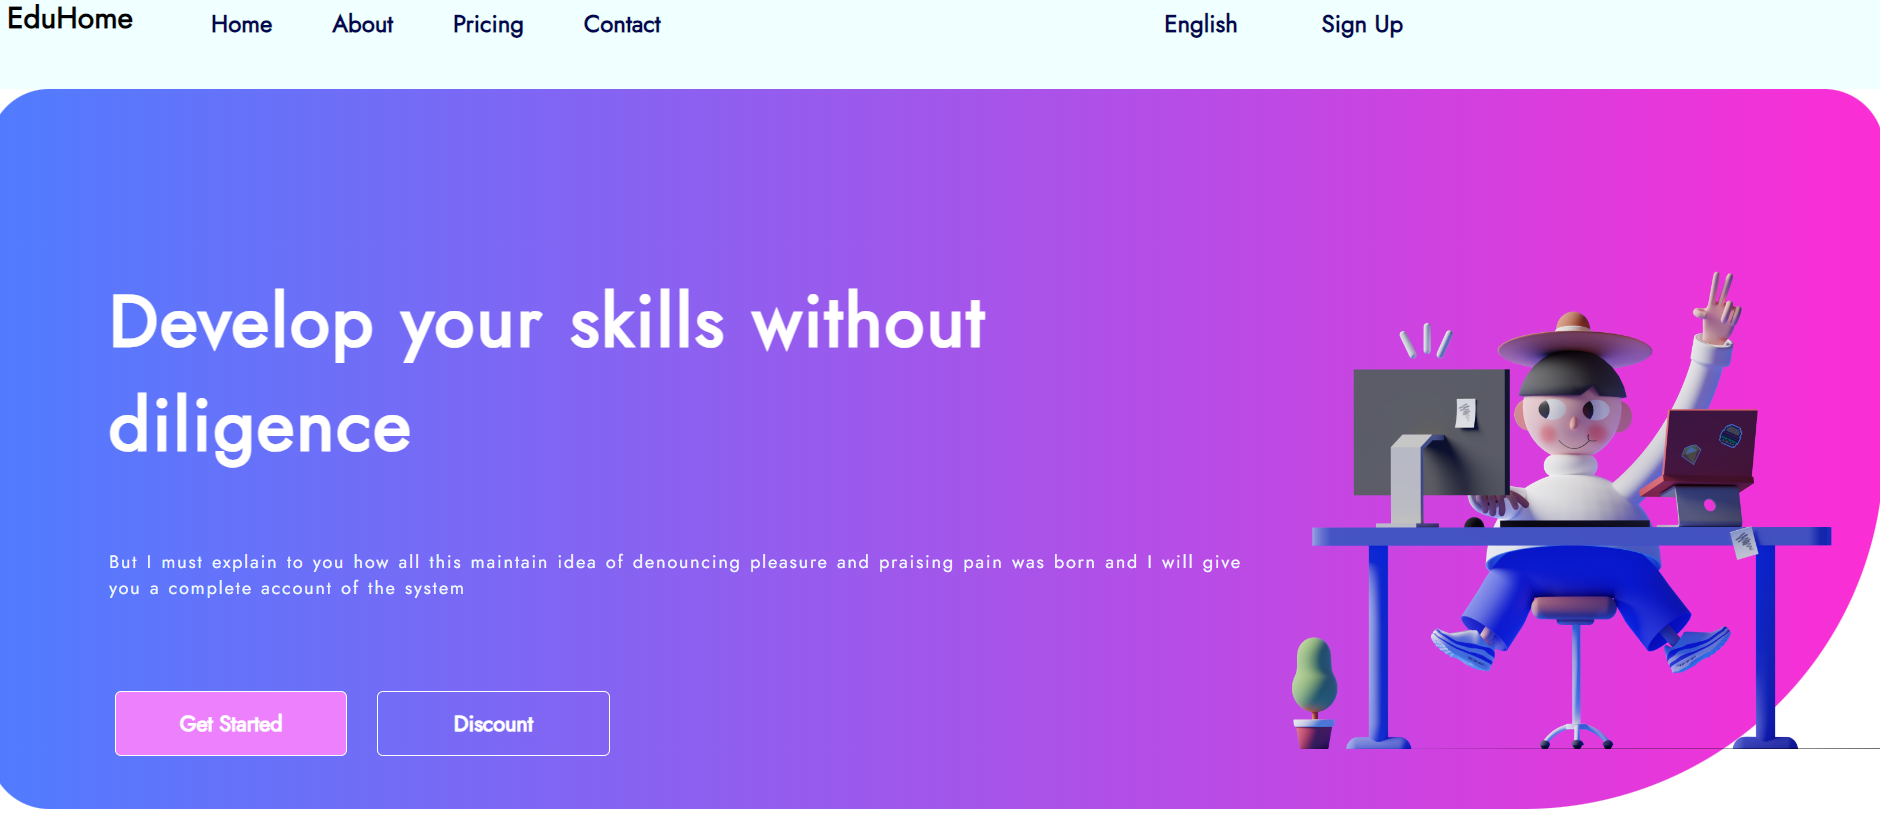 EduHome
Home
About
Pricing
Contact
English
Sign Up
Develop your skills without
diligence
But I must explain to you how all this maintain idea of denouncing pleasure and praising pain was born and I will give
you a complete account of the system
Get Started
Discount